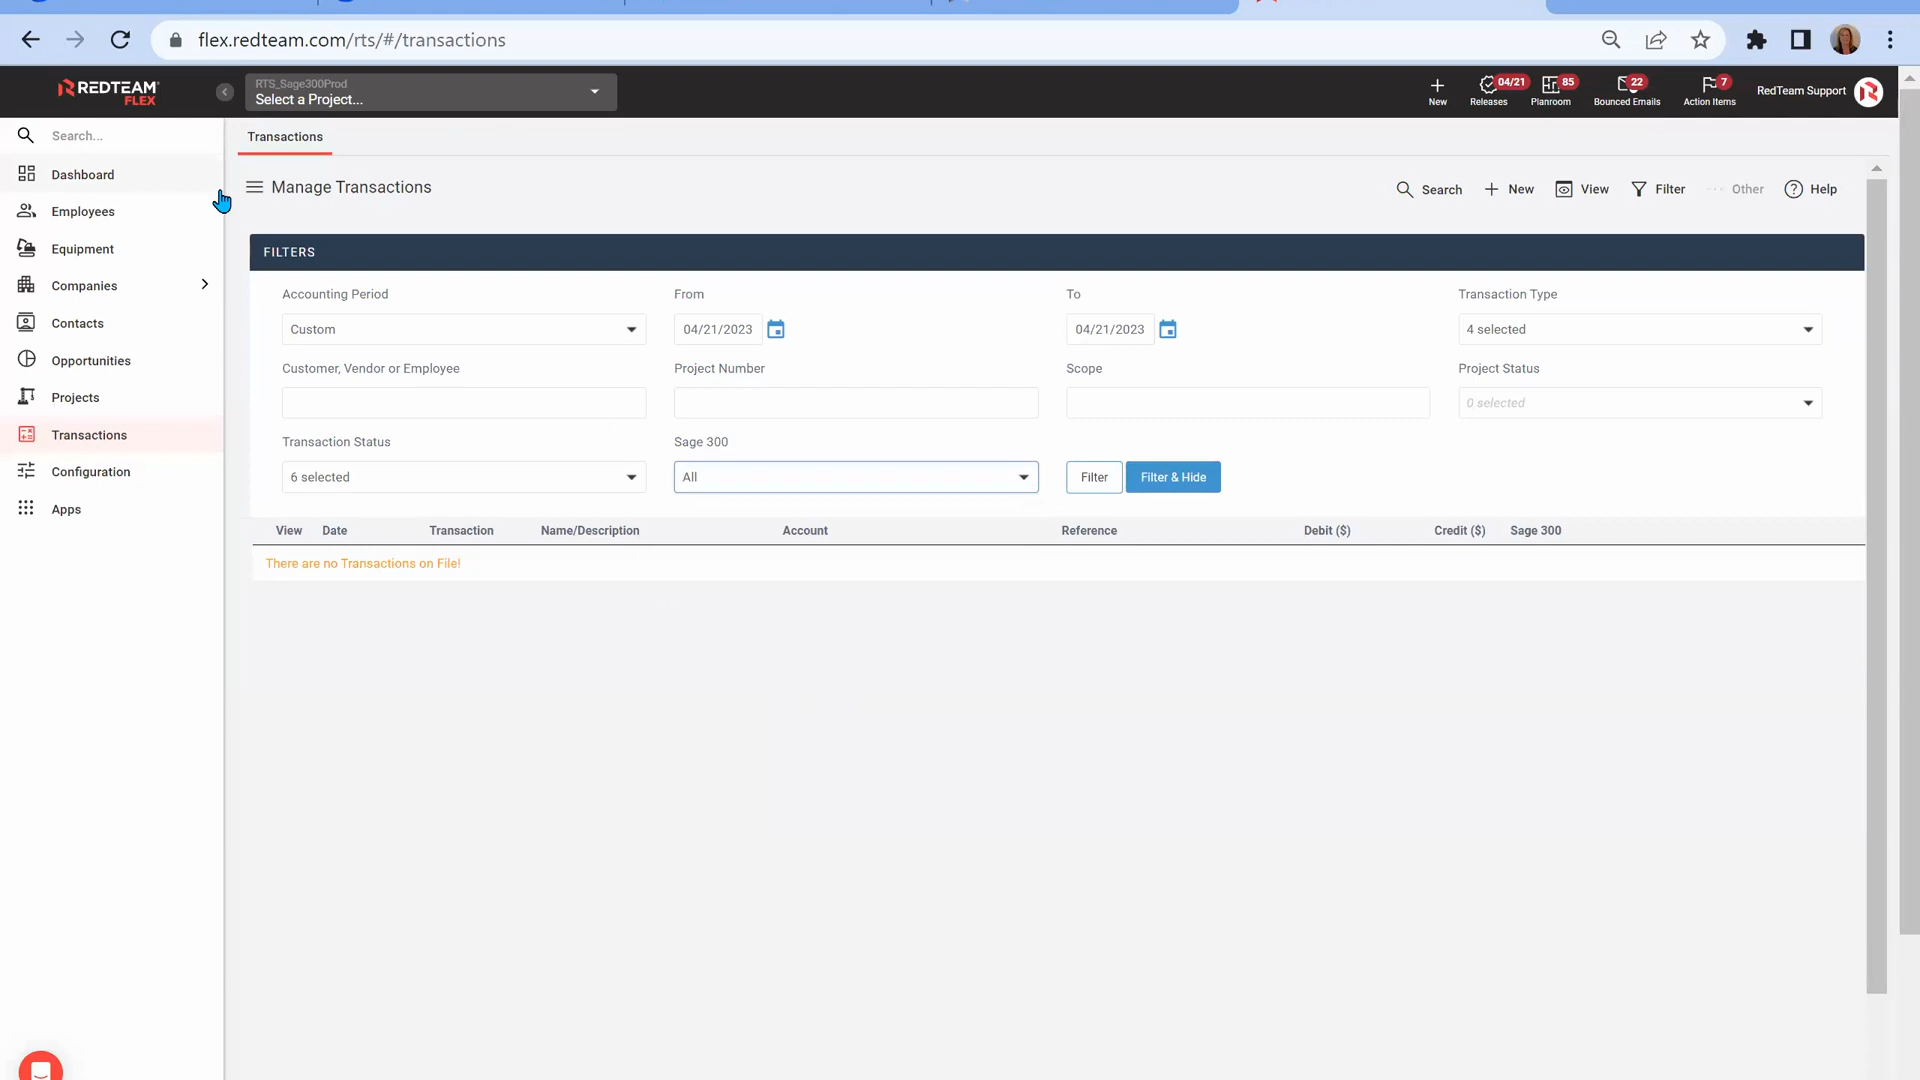 flex.redteam.com/rts/#/transactions
REDTEAM
FLEX
RTS_Sage300Prod
Select a Project...
New
04/21
Releases
85
Planroom
22
Bounced Emails
7
Action Items
RedTeam Support
Search...
Dashboard
Employees
Equipment
Companies
Contacts
Opportunities
Projects
Transactions
Configuration
Apps
Transactions
Manage Transactions
Search
New
View
Filter
Other
Help
FILTERS
Accounting Period
From
To
Transaction Type
Custom
04/21/2023
04/21/2023
4 selected
Customer, Vendor or Employee
Project Number
Scope
Project Status
0 selected
Transaction Status
Sage 300
6 selected
All
Filter
Filter & Hide
View Date Transaction Name/Description Account Reference Debit ($) Credit ($) Sage 300
There are no Transactions on File!